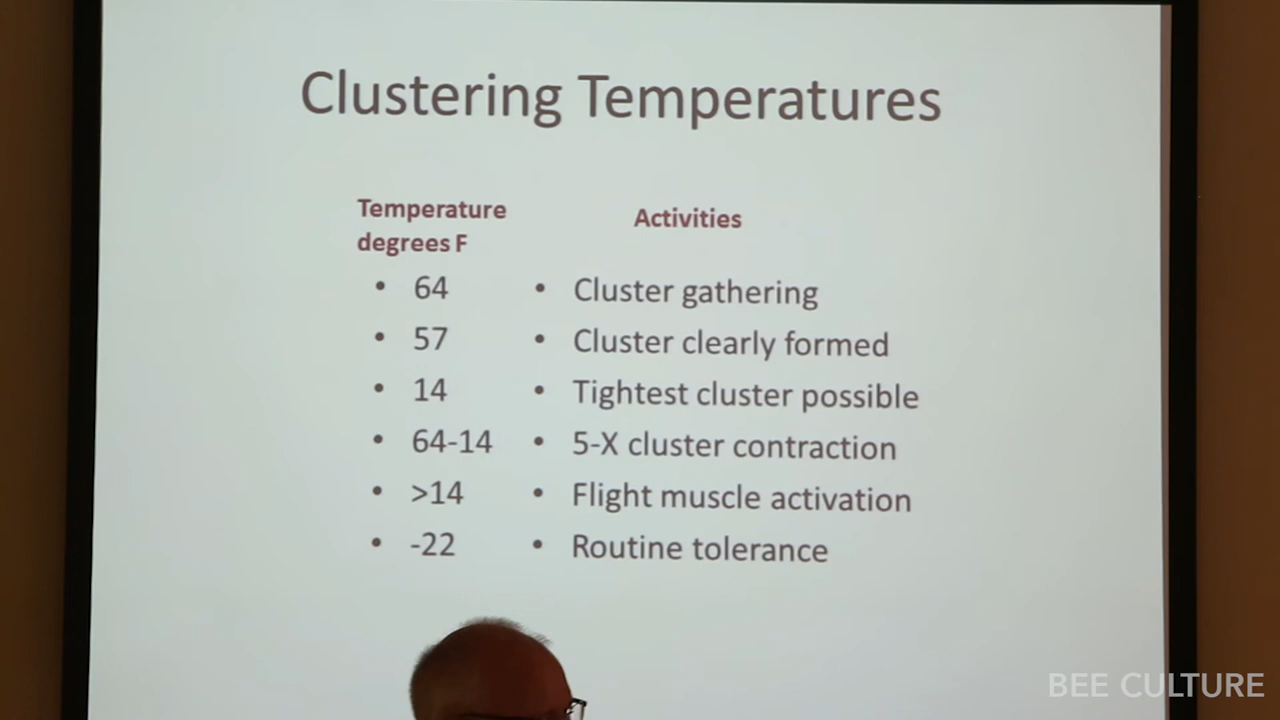 Clustering Temperatures
Temperature
degrees F
Activities
• 64 • Cluster gathering
• 57 • Cluster clearly formed
• 14 • Tightest cluster possible
• 64-14 • 5-X cluster contraction
• >14 • Flight muscle activation
• -22 • Routine tolerance
BEE CULTURE